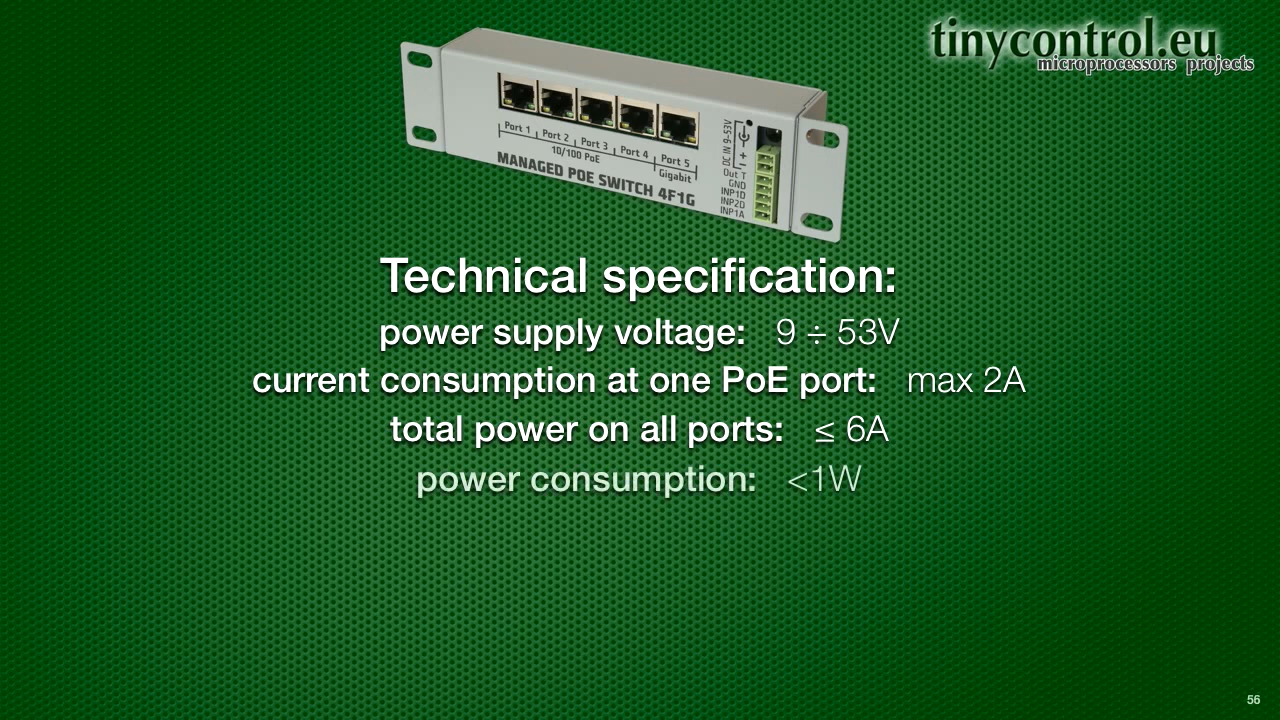 tinycontrol.eu
microprocessors projects
Port 1
Port 2
Port 3
Port 4
Port 5
10/100 PoE
Gigabit
MANAGED POE SWITCH 4F1G
DC IN 9-53V
+
-
Out T
GND
INP1D
INP2D
INP1A
Technical specification:
power supply voltage: 9 ÷ 53V
current consumption at one PoE port: max 2A
total power on all ports: ≤ 6A
power consumption: <1W
56